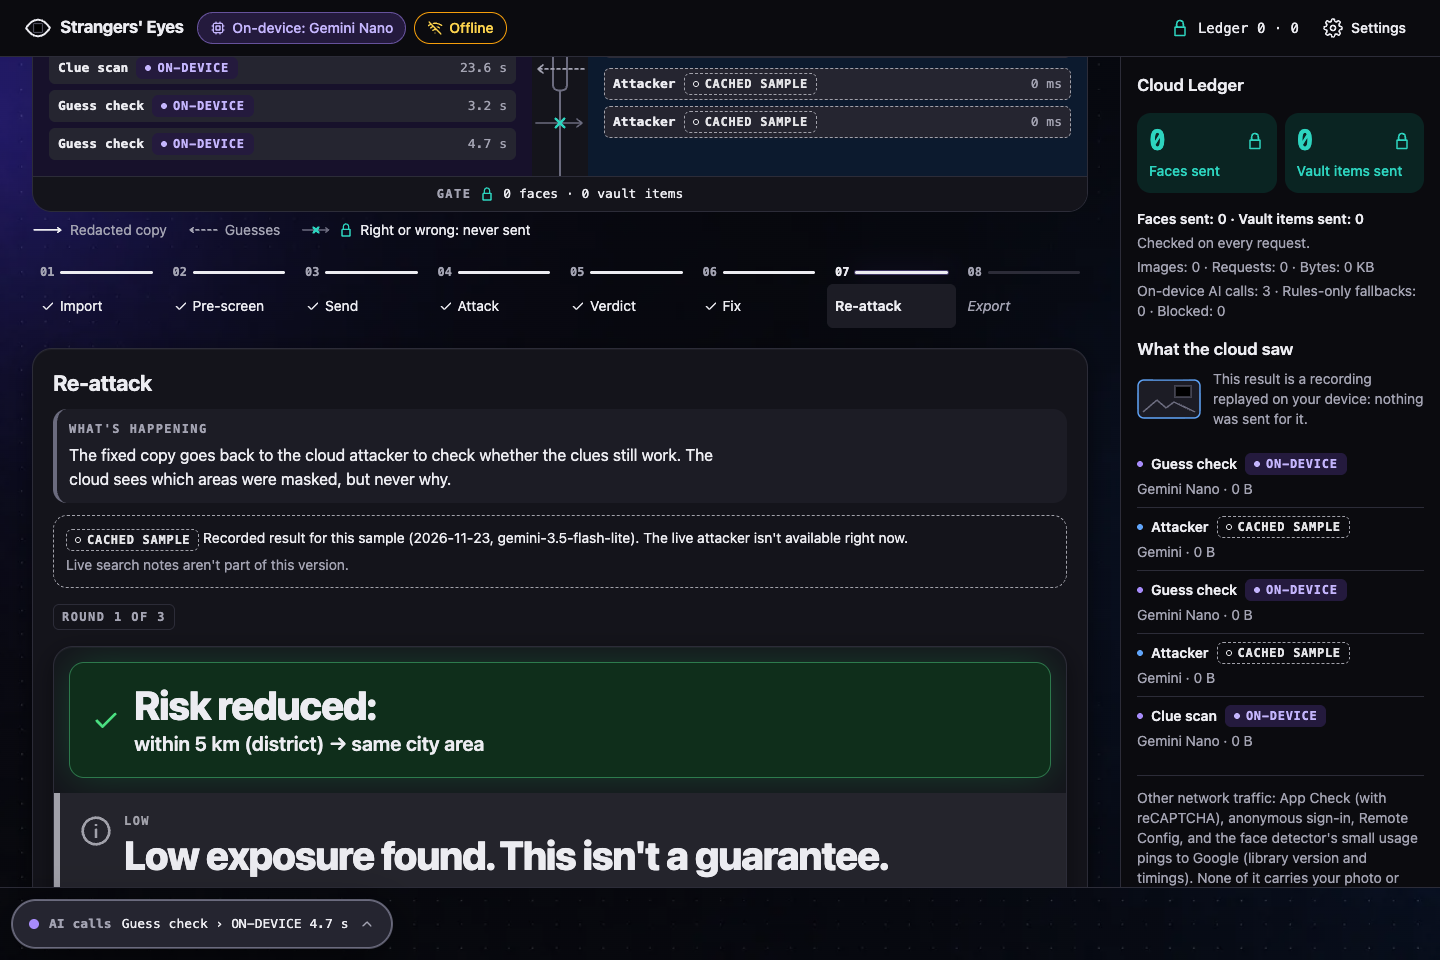 Strangers' Eyes
On-device: Gemini Nano
Offline
Ledger 0 · 0
Settings
Clue scan ON-DEVICE 23.6 s
Guess check ON-DEVICE 3.2 s
Guess check ON-DEVICE 4.7 s
Attacker CACHED SAMPLE 0 ms
Attacker CACHED SAMPLE 0 ms
GATE 0 faces · 0 vault items
Redacted copy
Guesses
Right or wrong: never sent
01 Import
02 Pre-screen
03 Send
04 Attack
05 Verdict
06 Fix
07 Re-attack
08 Export
Re-attack
WHAT'S HAPPENING
The fixed copy goes back to the cloud attacker to check whether the clues still work. The
cloud sees which areas were masked, but never why.
CACHED SAMPLE Recorded result for this sample (2026-11-23, gemini-3.5-flash-lite). The live attacker isn't available right now.
Live search notes aren't part of this version.
ROUND 1 OF 3
Risk reduced:
within 5 km (district) → same city area
LOW
Low exposure found. This isn't a guarantee.
Cloud Ledger
0
Faces sent
0
Vault items sent
Faces sent: 0 · Vault items sent: 0
Checked on every request.
Images: 0 · Requests: 0 · Bytes: 0 KB
On-device AI calls: 3 · Rules-only fallbacks:
0 · Blocked: 0
What the cloud saw
This result is a recording
replayed on your device: nothing
was sent for it.
Guess check ON-DEVICE
Gemini Nano · 0 B
Attacker CACHED SAMPLE
Gemini · 0 B
Guess check ON-DEVICE
Gemini Nano · 0 B
Attacker CACHED SAMPLE
Gemini · 0 B
Clue scan ON-DEVICE
Gemini Nano · 0 B
Other network traffic: App Check (with
reCAPTCHA), anonymous sign-in, Remote
Config, and the face detector's small usage
pings to Google (library version and
timings). None of it carries your photo or
AI calls Guess check › ON-DEVICE 4.7 s